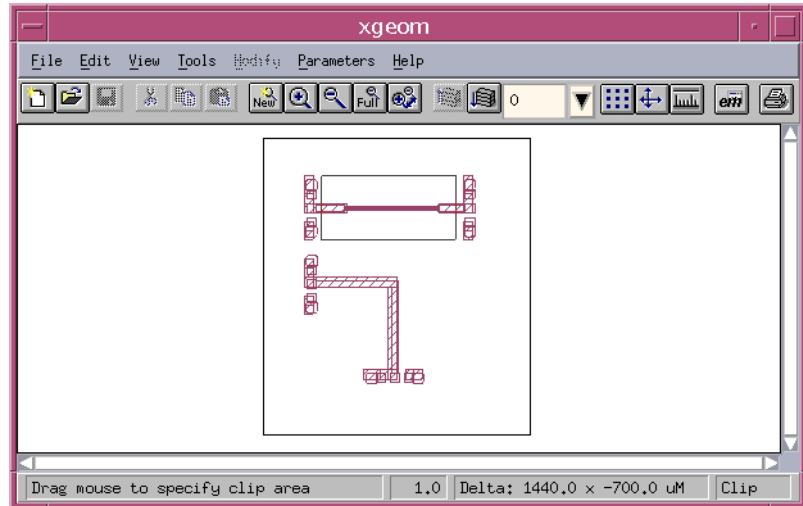 xgeom
File Edit View Tools Modify Parameters Help
New Full 0 em
Drag mouse to specify clip area 1.0 Delta: 1440.0 x -700.0 uM Clip